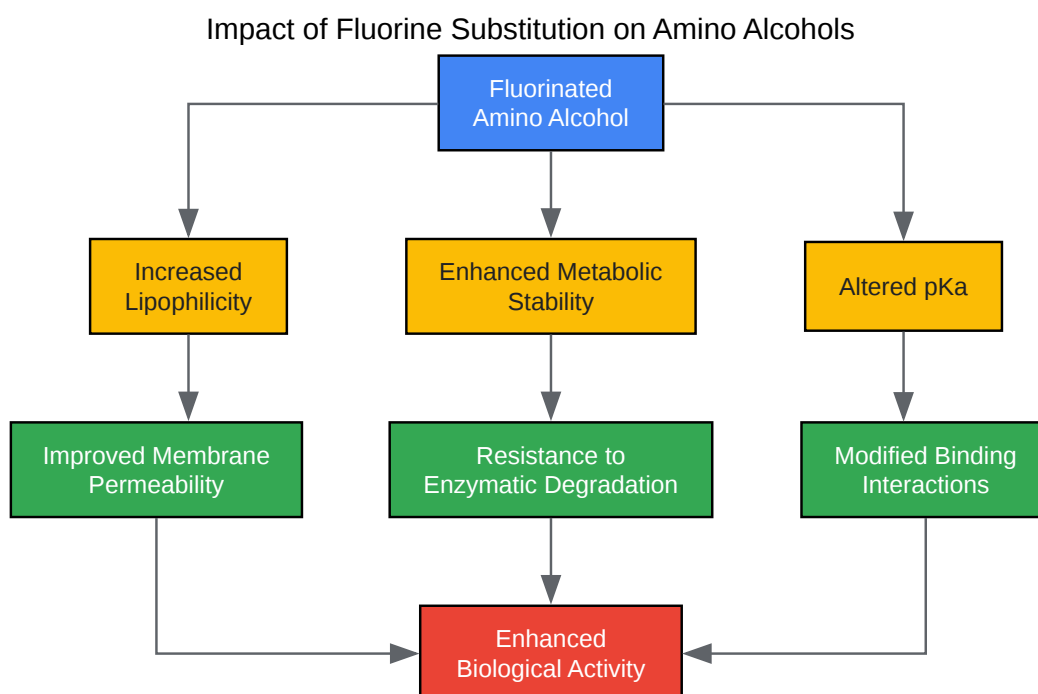 Impact of Fluorine Substitution on Amino Alcohols
Fluorinated
Amino Alcohol
Increased
Lipophilicity
Enhanced Metabolic
Stability
Altered pKa
Improved Membrane
Permeability
Resistance to
Enzymatic Degradation
Modified Binding
Interactions
Enhanced
Biological Activity